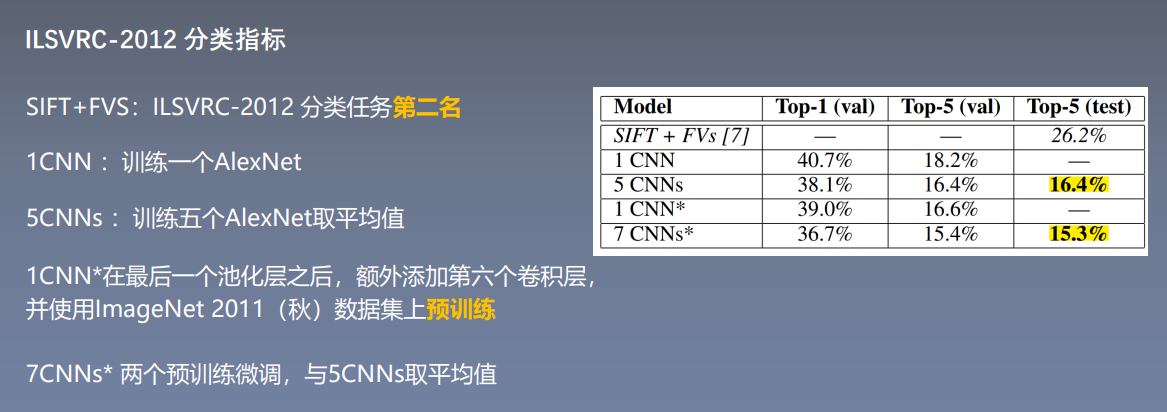 ILSVRC-2012 分类指标
SIFT+FVS：ILSVRC-2012 分类任务第二名
1CNN ：训练一个AlexNet
5CNNs ：训练五个AlexNet取平均值
1CNN*在最后一个池化层之后，额外添加第六个卷积层，
并使用ImageNet 2011（秋）数据集上预训练
7CNNs* 两个预训练微调，与5CNNs取平均值
Model Top-1 (val) Top-5 (val) Top-5 (test)
SIFT + FVs [7] — — 26.2%
1 CNN 40.7% 18.2% —
5 CNNs 38.1% 16.4% 16.4%
1 CNN* 39.0% 16.6% —
7 CNNs* 36.7% 15.4% 15.3%